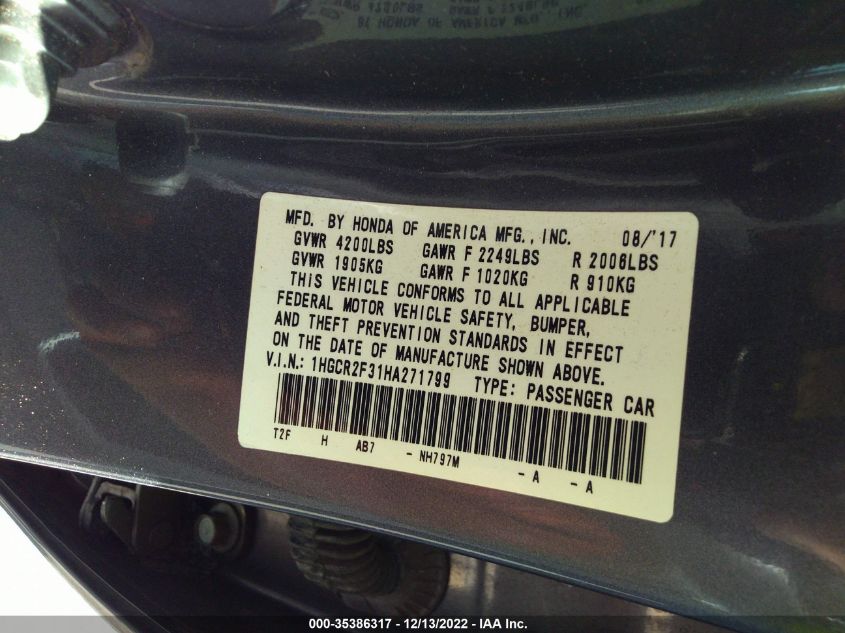 MFD. BY HONDA OF AMERICA MFG., INC. 08/'17
GVWR 4200LBS GAWR F 2249LBS R 2006LBS
GVWR 1905KG GAWR F 1020KG R 910KG
THIS VEHICLE CONFORMS TO ALL APPLICABLE
FEDERAL MOTOR VEHICLE SAFETY, BUMPER,
AND THEFT PREVENTION STANDARDS IN EFFECT
ON THE DATE OF MANUFACTURE SHOWN ABOVE.
V.I.N.: 1HGCR2F31HA271799 TYPE: PASSENGER CAR
T2F H AB7 - NH797M - A - A
000-35386317 - 12/13/2022 - IAA Inc.